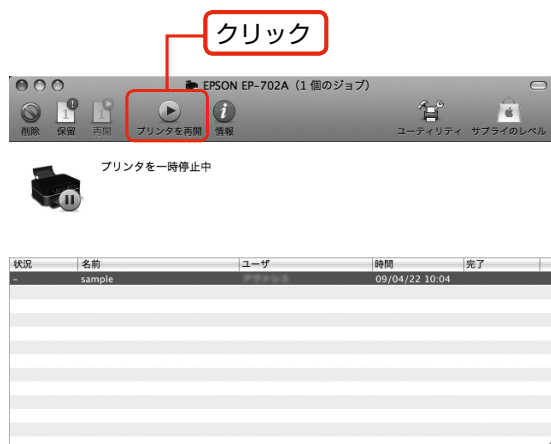 クリック
EPSON EP-702A（1 個のジョブ）
削除 保留 再開 プリンタを再開 情報 ユーティリティ サプライのレベル
プリンタを一時停止中
状況 名前 ユーザ 時間 完了
– sample 09/04/22 10:04